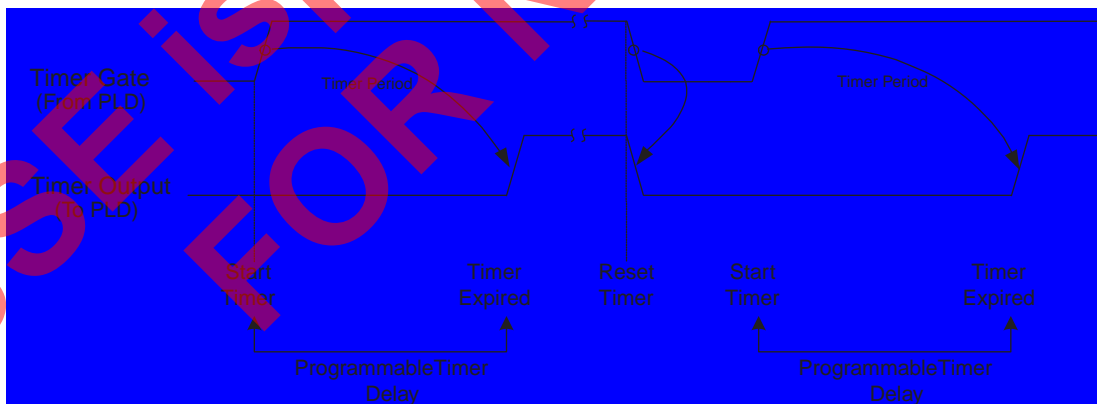 SE is
FOR
Timer Gate
(From PLD)
Timer Period
Timer Period
Timer Output
(To PLD)
Start
Timer
Timer
Expired
Reset
Timer
Start
Timer
Timer
Expired
ProgrammableTimer
Delay
ProgrammableTimer
Delay